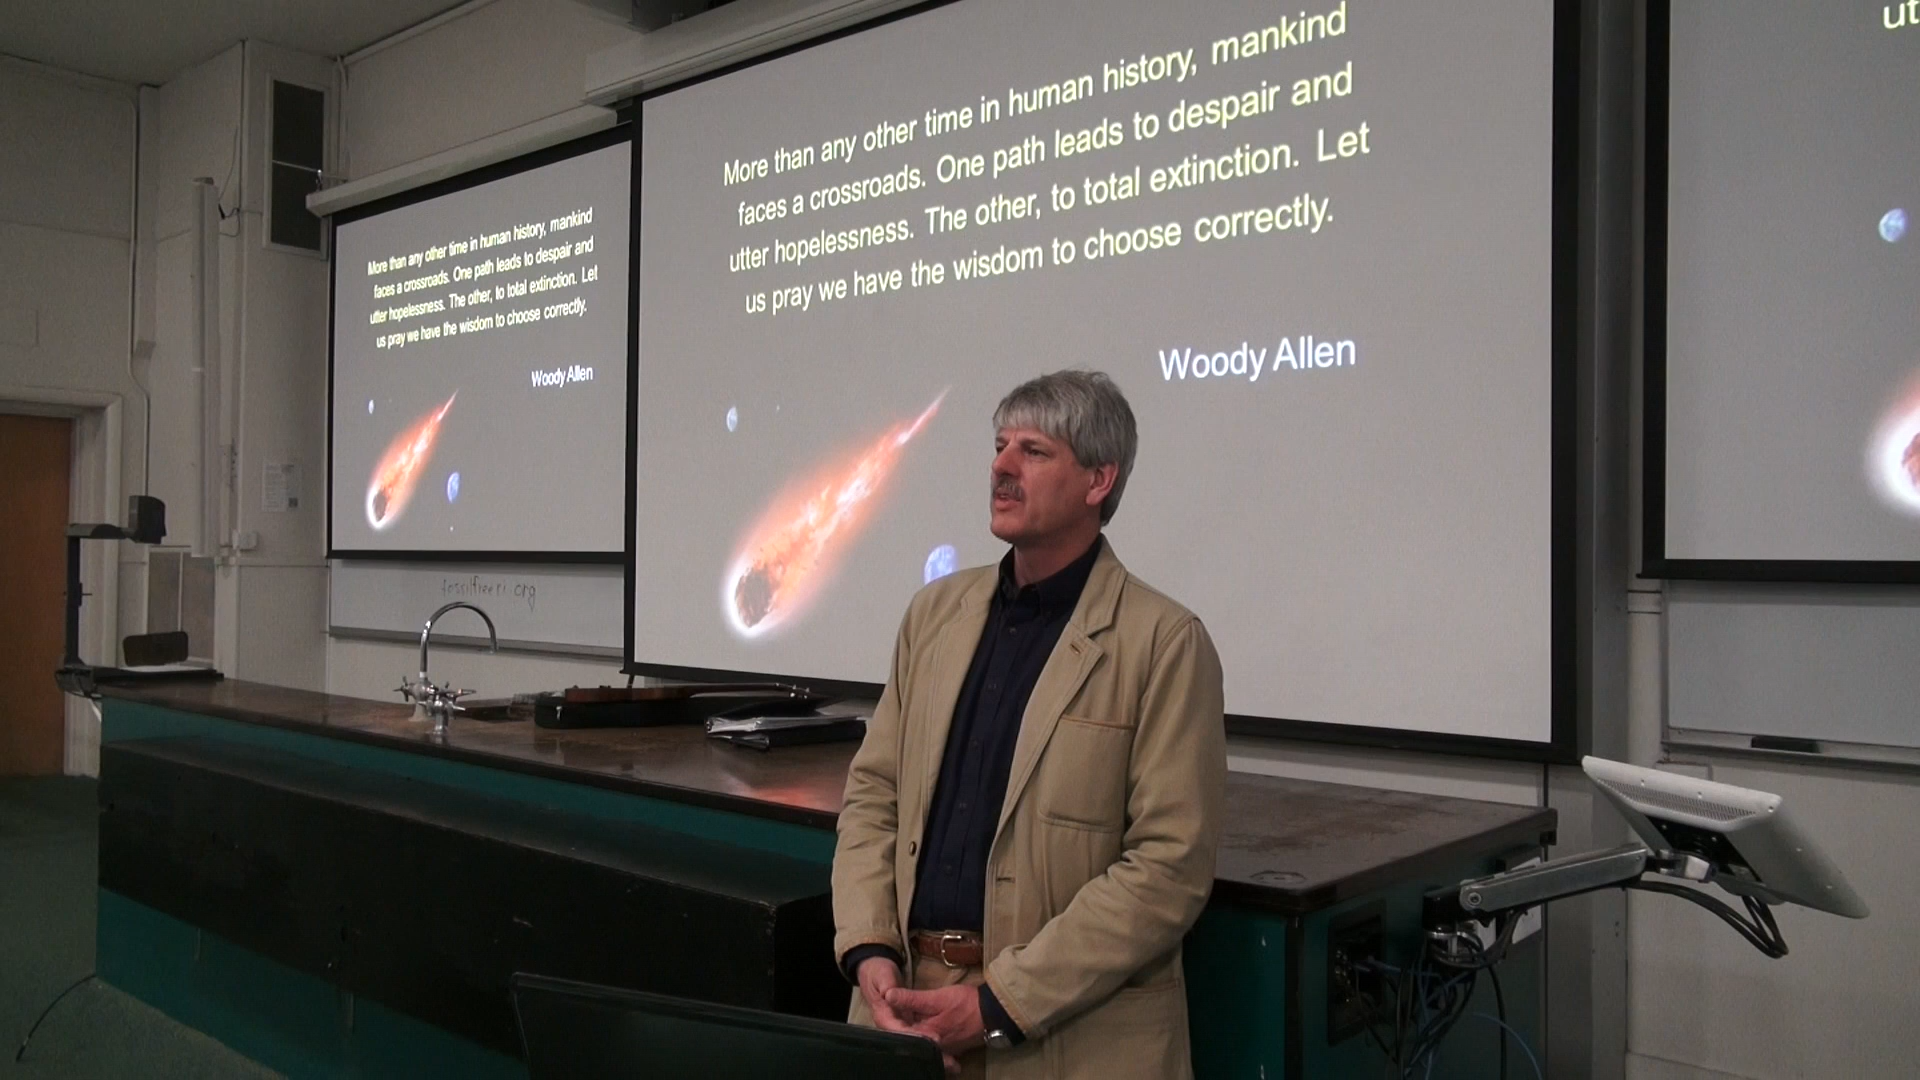 More than any other time in human history, mankind
faces a crossroads. One path leads to despair and
utter hopelessness. The other, to total extinction. Let
us pray we have the wisdom to choose correctly.
Woody Allen
More than any other time in human history, mankind
faces a crossroads. One path leads to despair and
utter hopelessness. The other, to total extinction. Let
us pray we have the wisdom to choose correctly.
Woody Allen
ut
fossilfreeri.org